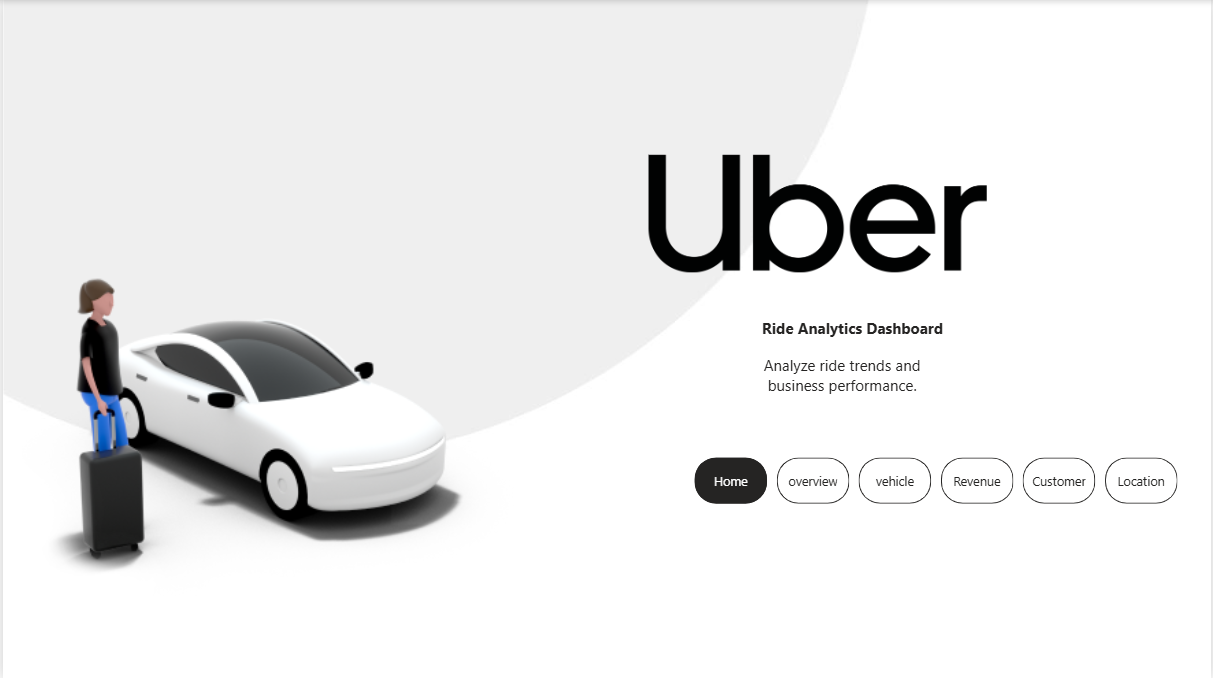 Uber
Ride Analytics Dashboard
Analyze ride trends and
business performance.
Home overview vehicle Revenue Customer Location